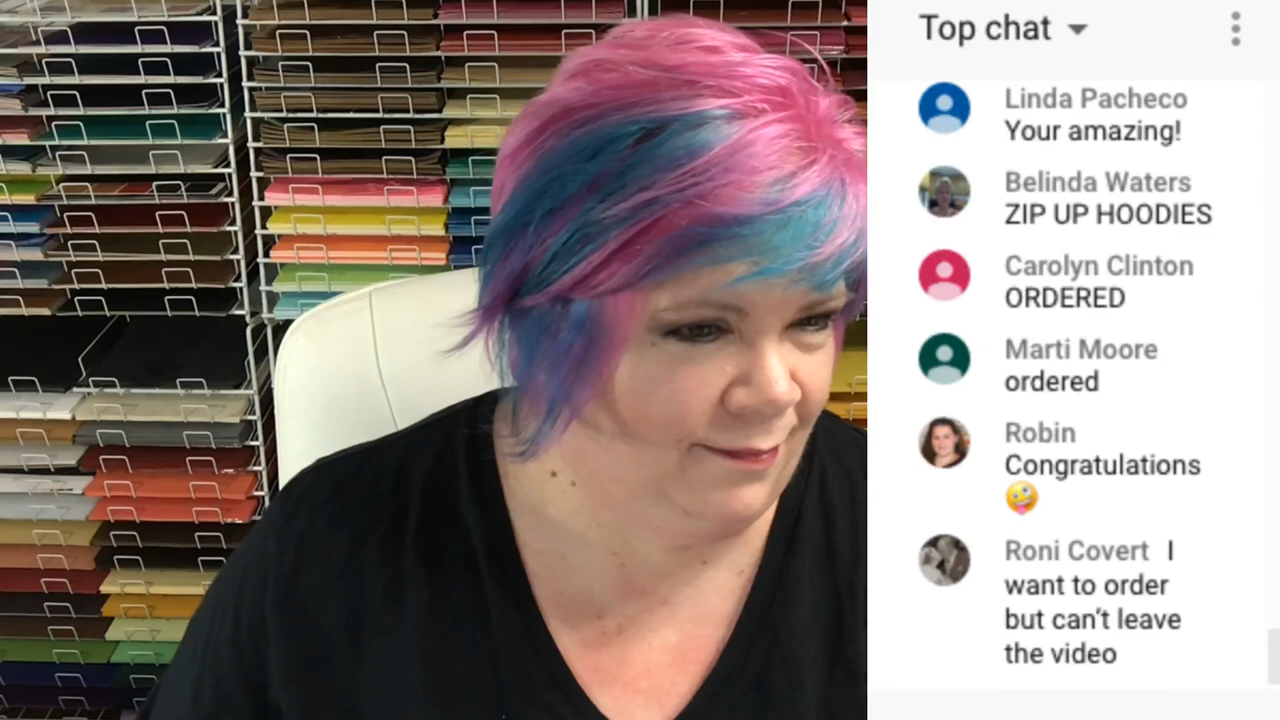 Top chat
Linda Pacheco
Your amazing!
Belinda Waters
ZIP UP HOODIES
Carolyn Clinton
ORDERED
Marti Moore
ordered
Robin
Congratulations
🤪
Roni Covert I
want to order
but can't leave
the video